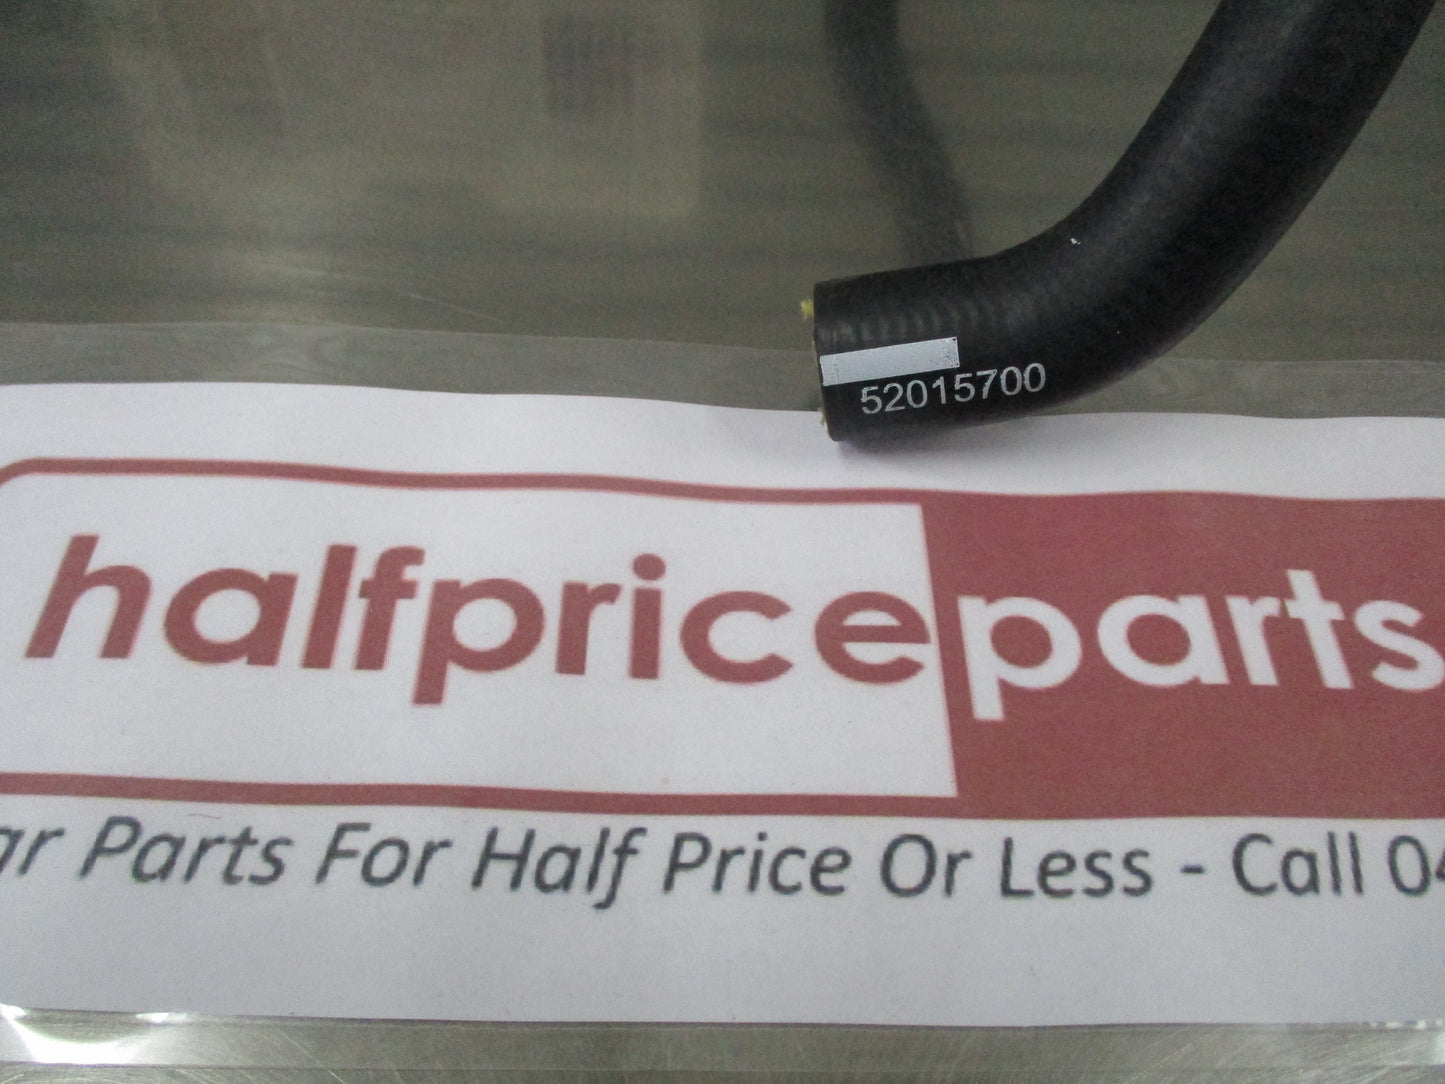 52015700
halfpriceparts
ar Parts For Half Price Or Less - Call 04